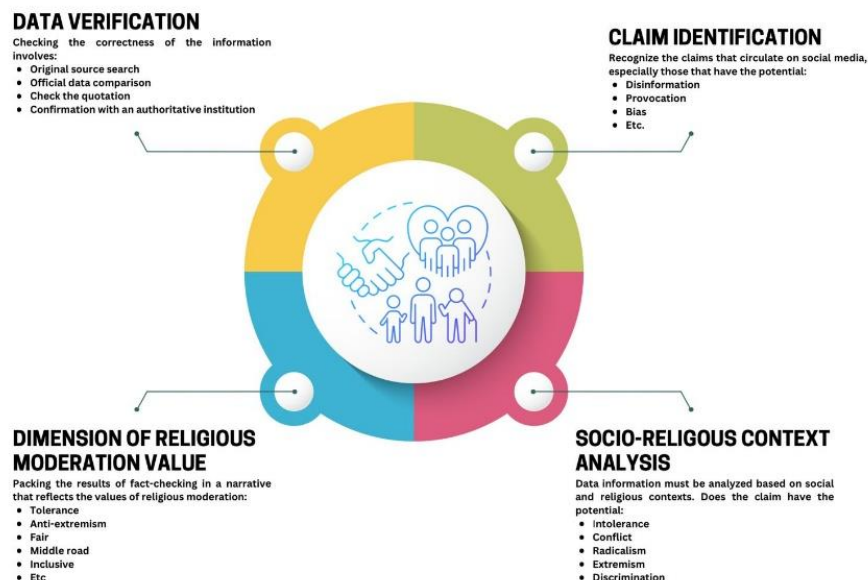 DATA VERIFICATION
Checking the correctness of the information
involves:
• Original source search
• Official data comparison
• Check the quotation
• Confirmation with an authoritative institution
CLAIM IDENTIFICATION
Recognize the claims that circulate on social media,
especially those that have the potential:
• Disinformation
• Provocation
• Bias
• Etc.
DIMENSION OF RELIGIOUS
MODERATION VALUE
Packing the results of fact-checking in a narrative
that reflects the values of religious moderation:
• Tolerance
• Anti-extremism
• Fair
• Middle road
• Inclusive
• Etc
SOCIO-RELIGOUS CONTEXT
ANALYSIS
Data information must be analyzed based on social
and religious contexts. Does the claim have the
potential:
• Intolerance
• Conflict
• Radicalism
• Extremism
• Discrimination